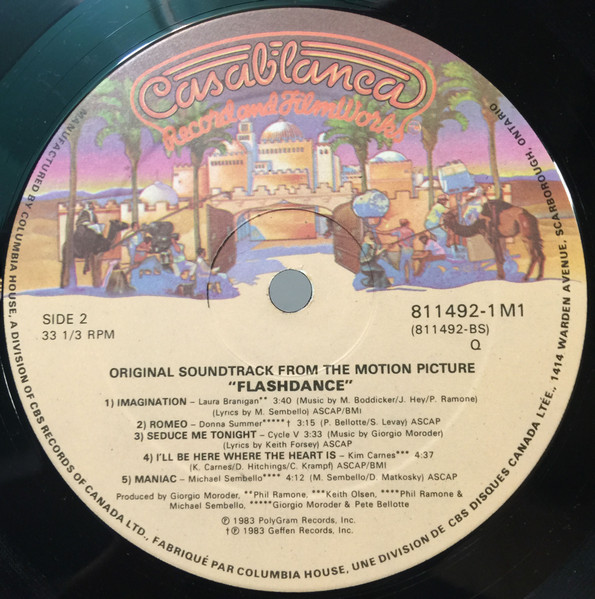 Casablanca
Record and FilmWorks
SIDE 2
33 1/3 RPM
811492-1 M1
(811492-BS)
Q
ORIGINAL SOUNDTRACK FROM THE MOTION PICTURE
"FLASHDANCE"
1) IMAGINATION – Laura Branigan** 3:40 (Music by M. Boddicker/J. Hey/P. Ramone)
(Lyrics by M. Sembello) ASCAP/BMI
2) ROMEO – Donna Summer*****† 3:15 (P. Bellotte/S. Levay) ASCAP
3) SEDUCE ME TONIGHT – Cycle V 3:33 (Music by Giorgio Moroder)
(Lyrics by Keith Forsey) ASCAP/BMI
4) I'LL BE HERE WHERE THE HEART IS – Kim Carnes*** 4:37
(K. Carnes/D. Hitchings/C. Krampf) ASCAP/BMI
5) MANIAC – Michael Sembello**** 4:12 (M. Sembello/D. Matkosky) ASCAP
Produced by Giorgio Moroder, **Phil Ramone, ***Keith Olsen, ****Phil Ramone &
Michael Sembello, *****Giorgio Moroder & Pete Bellotte
℗ 1983 PolyGram Records, Inc.
†℗ 1983 Geffen Records, Inc.
MANUFACTURED BY COLUMBIA HOUSE, A DIVISION OF CBS RECORDS OF CANADA LTD., FABRIQUÉ PAR COLUMBIA HOUSE, UNE DIVISION DE CBS DISQUES CANADA LTÉE., 1414 WARDEN AVENUE, SCARBOROUGH, ONTARIO